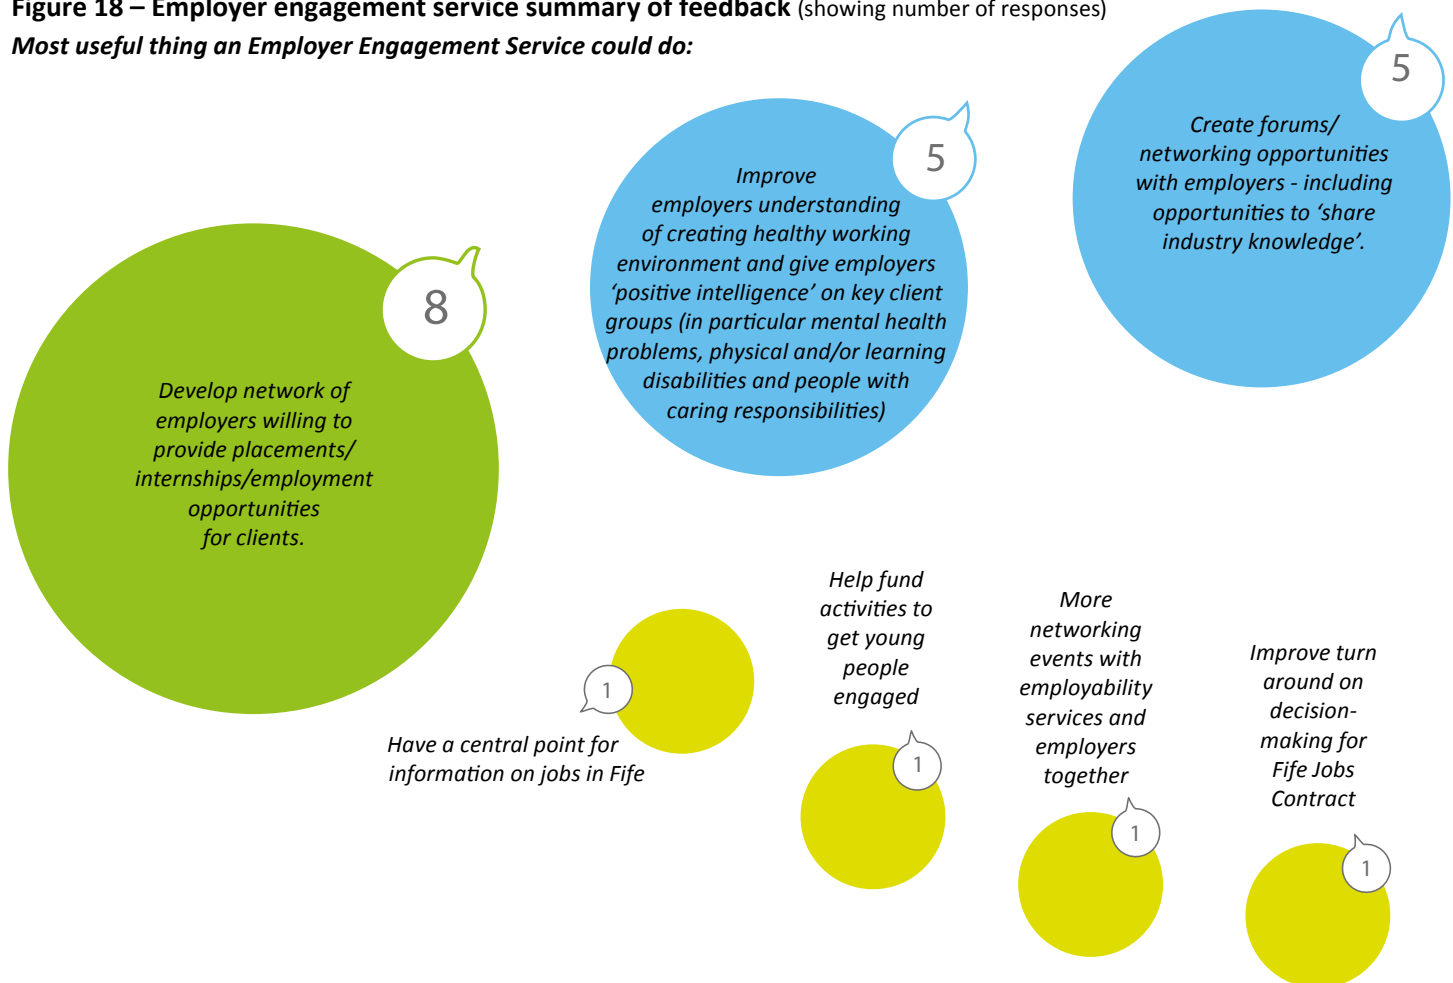 Figure 18 – Employer engagement service summary of feedback (showing number of responses)
Most useful thing an Employer Engagement Service could do:
8
Develop network of
employers willing to
provide placements/
internships/employment
opportunities
for clients.
5
Improve
employers understanding
of creating healthy working
environment and give employers
‘positive intelligence’ on key client
groups (in particular mental health
problems, physical and/or learning
disabilities and people with
caring responsibilities)
5
Create forums/
networking opportunities
with employers - including
opportunities to ‘share
industry knowledge’.
1
Have a central point for
information on jobs in Fife
Help fund
activities to
get young
people
engaged
1
More
networking
events with
employability
services and
employers
together
1
Improve turn
around on
decision-
making for
Fife Jobs
Contract
1